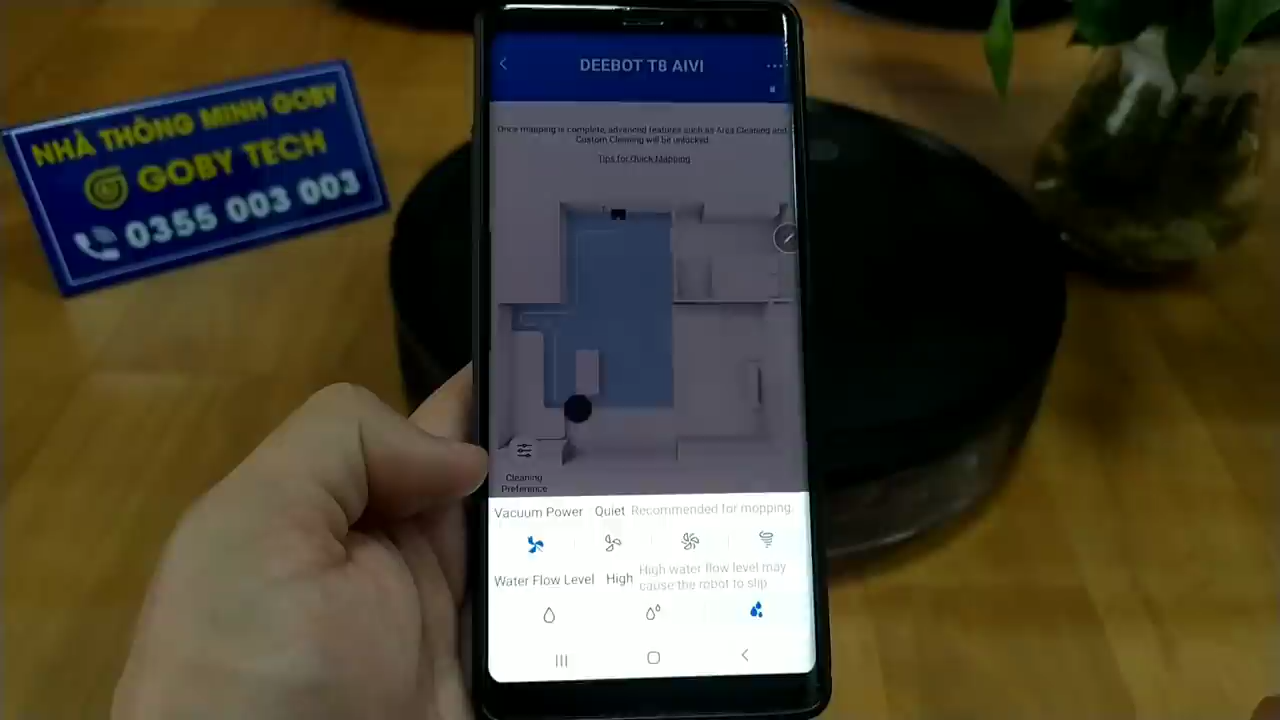 NHÀ THÔNG MINH GOBY
GOBY TECH
0355 003 003
DEEBOT T8 AIVI
Once mapping is complete, advanced features such as Area Cleaning and
Custom Cleaning will be unlocked.
Tips for Quick Mapping
Cleaning
Preference
Vacuum Power Quiet Recommended for mopping.
Water Flow Level High High water flow level may
cause the robot to slip